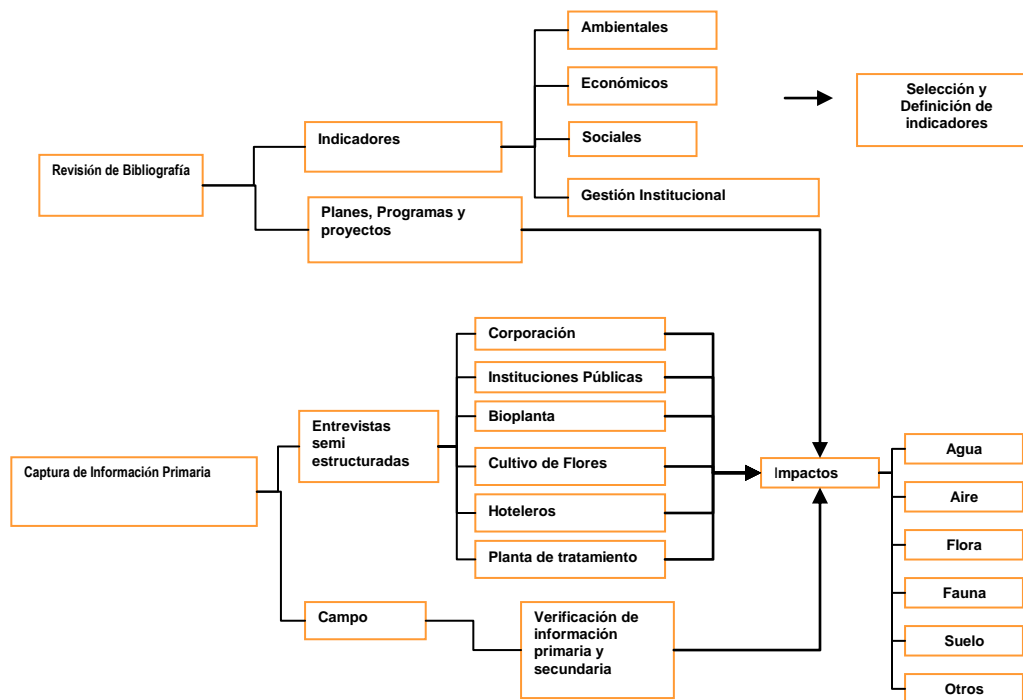 Ambientales
Económicos
Selección y
Definición de
indicadores
Indicadores
Sociales
Revisión de Bibliografía
Gestión Institucional
Planes, Programas y
proyectos
Corporación
Instituciones Públicas
Bioplanta
Entrevistas
semi
estructuradas
Cultivo de Flores
Hoteleros
Planta de tratamiento
Captura de Información Primaria
Impactos
Agua
Aire
Flora
Fauna
Suelo
Otros
Campo
Verificación de
información
primaria y
secundaria